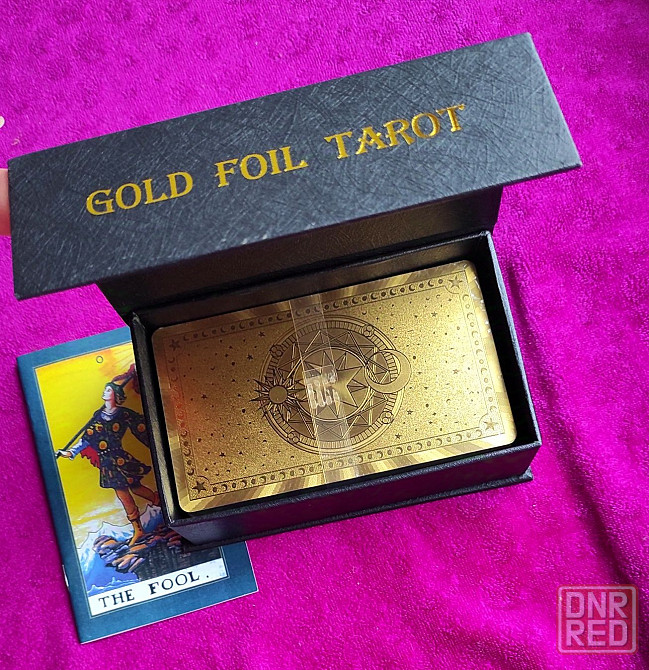 GOLD FOIL TAROT
THE FOOL.
DNR
RED